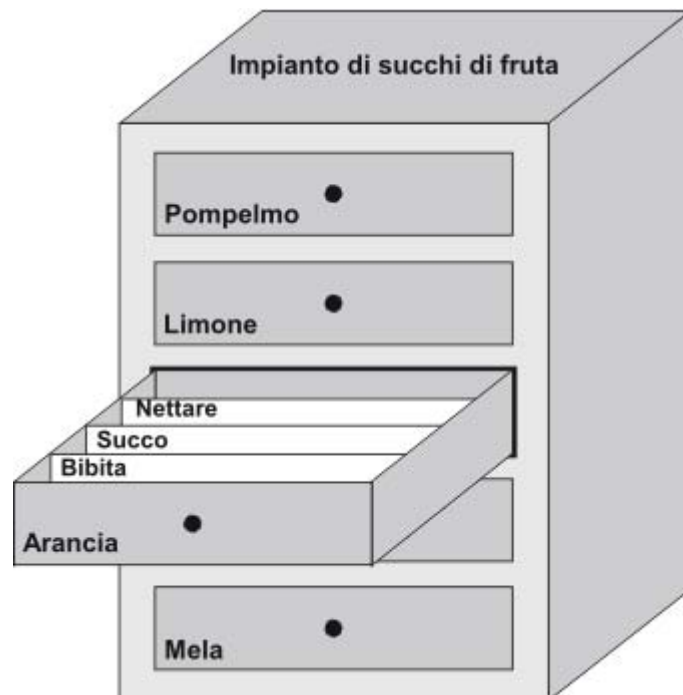 Impianto di succhi di fruta
Pompelmo
Limone
Nettare
Succo
Bibita
Arancia
Mela